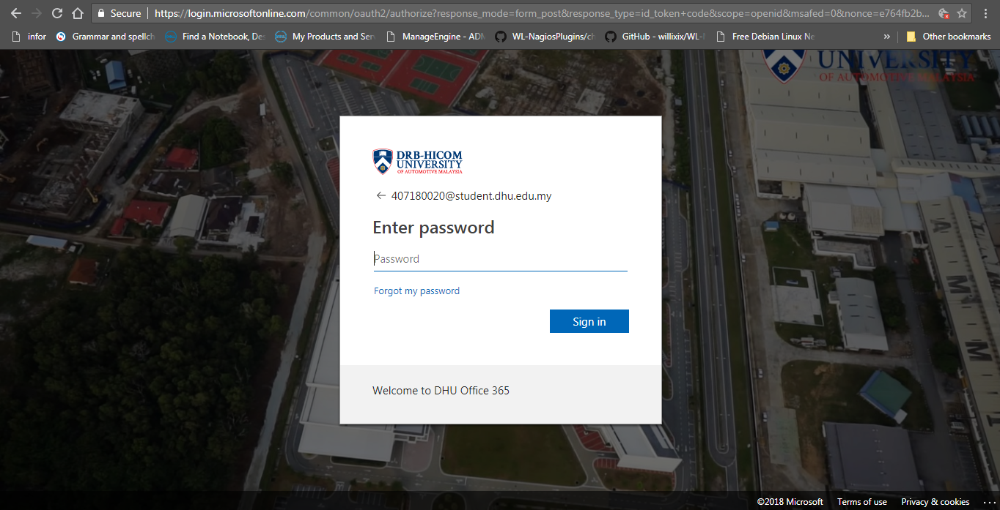 Secure | https://login.microsoftonline.com/common/oauth2/authorize?response_mode=form_post&response_type=id_token+code&scope=openid&msafed=0&nonce=e764fb2b...
infor Grammar and spellch Find a Notebook, De My Products and Ser ManageEngine - ADM WL-NagiosPlugins/ch GitHub - willixix/WL- Free Debian Linux Ne » Other bookmarks
UNIVERSITY
OF AUTOMOTIVE MALAYSIA
DRB-HICOM
UNIVERSITY
OF AUTOMOTIVE MALAYSIA
407180020@student.dhu.edu.my
Enter password
Password
Forgot my password
Sign in
Welcome to DHU Office 365
©2018 Microsoft Terms of use Privacy & cookies ...